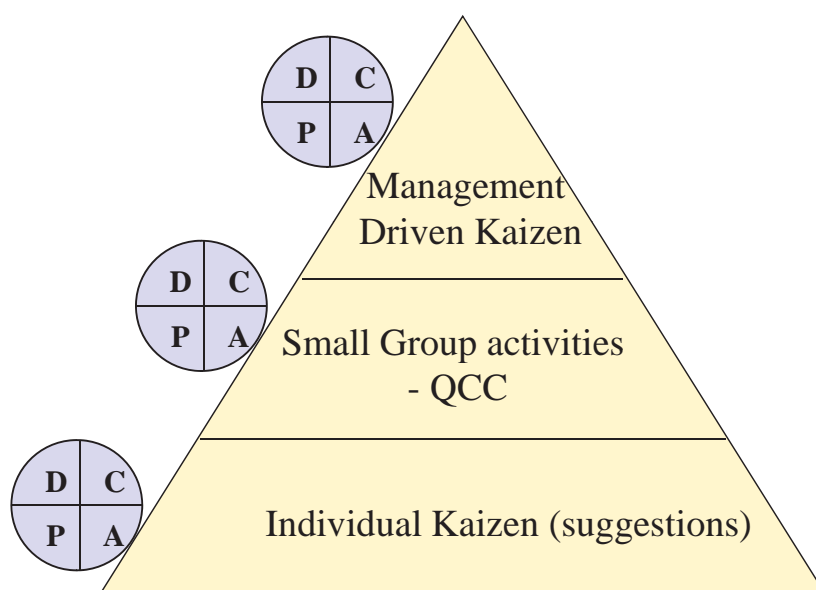 D C
P A
Management
Driven Kaizen
D C
P A
Small Group activities
- QCC
D C
P A
Individual Kaizen (suggestions)